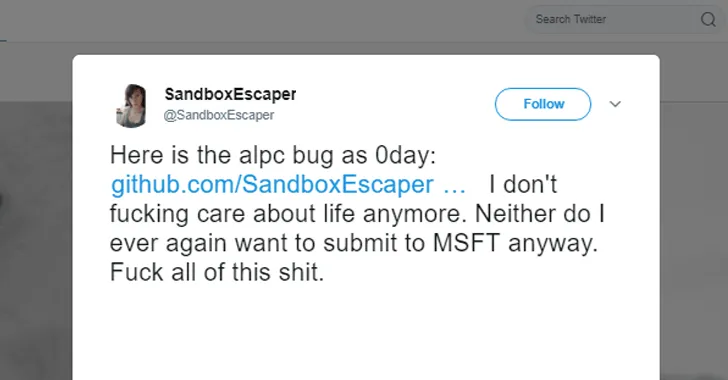 Search Twitter
SandboxEscaper
@SandboxEscaper
Follow
Here is the alpc bug as 0day:
github.com/SandboxEscaper ... I don't
fucking care about life anymore. Neither do I
ever again want to submit to MSFT anyway.
Fuck all of this shit.